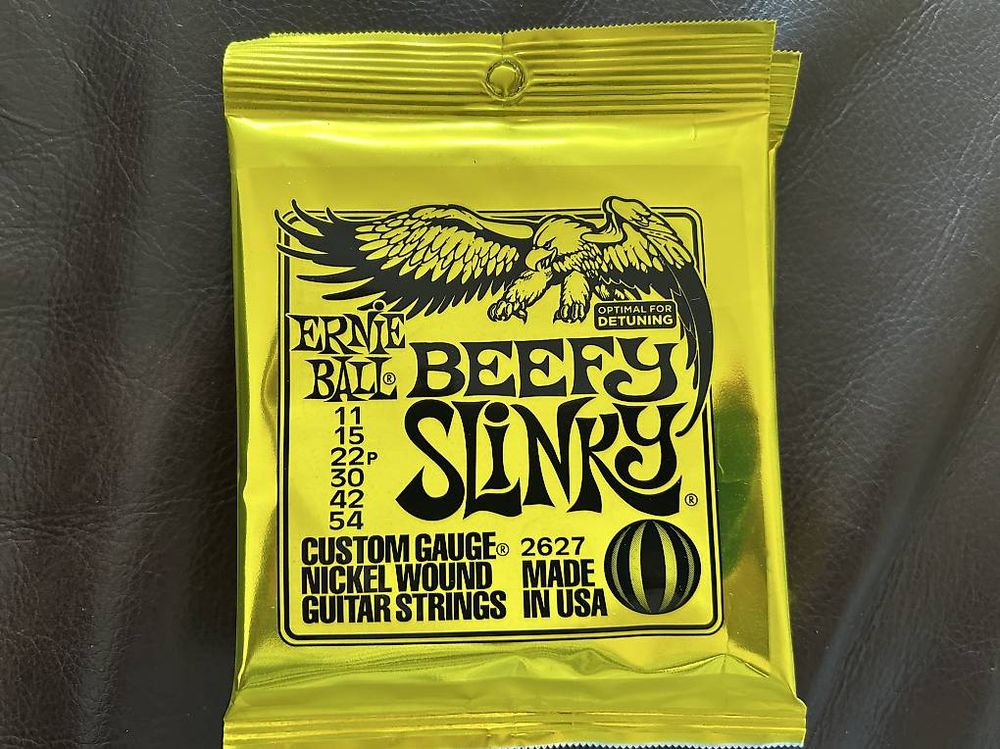 OPTIMAL FOR
DETUNING
ERNIE
BALL®
BEEFY
SLINKY®
11
15
22P
30
42
54
CUSTOM GAUGE®
NICKEL WOUND
GUITAR STRINGS
2627
MADE
IN USA